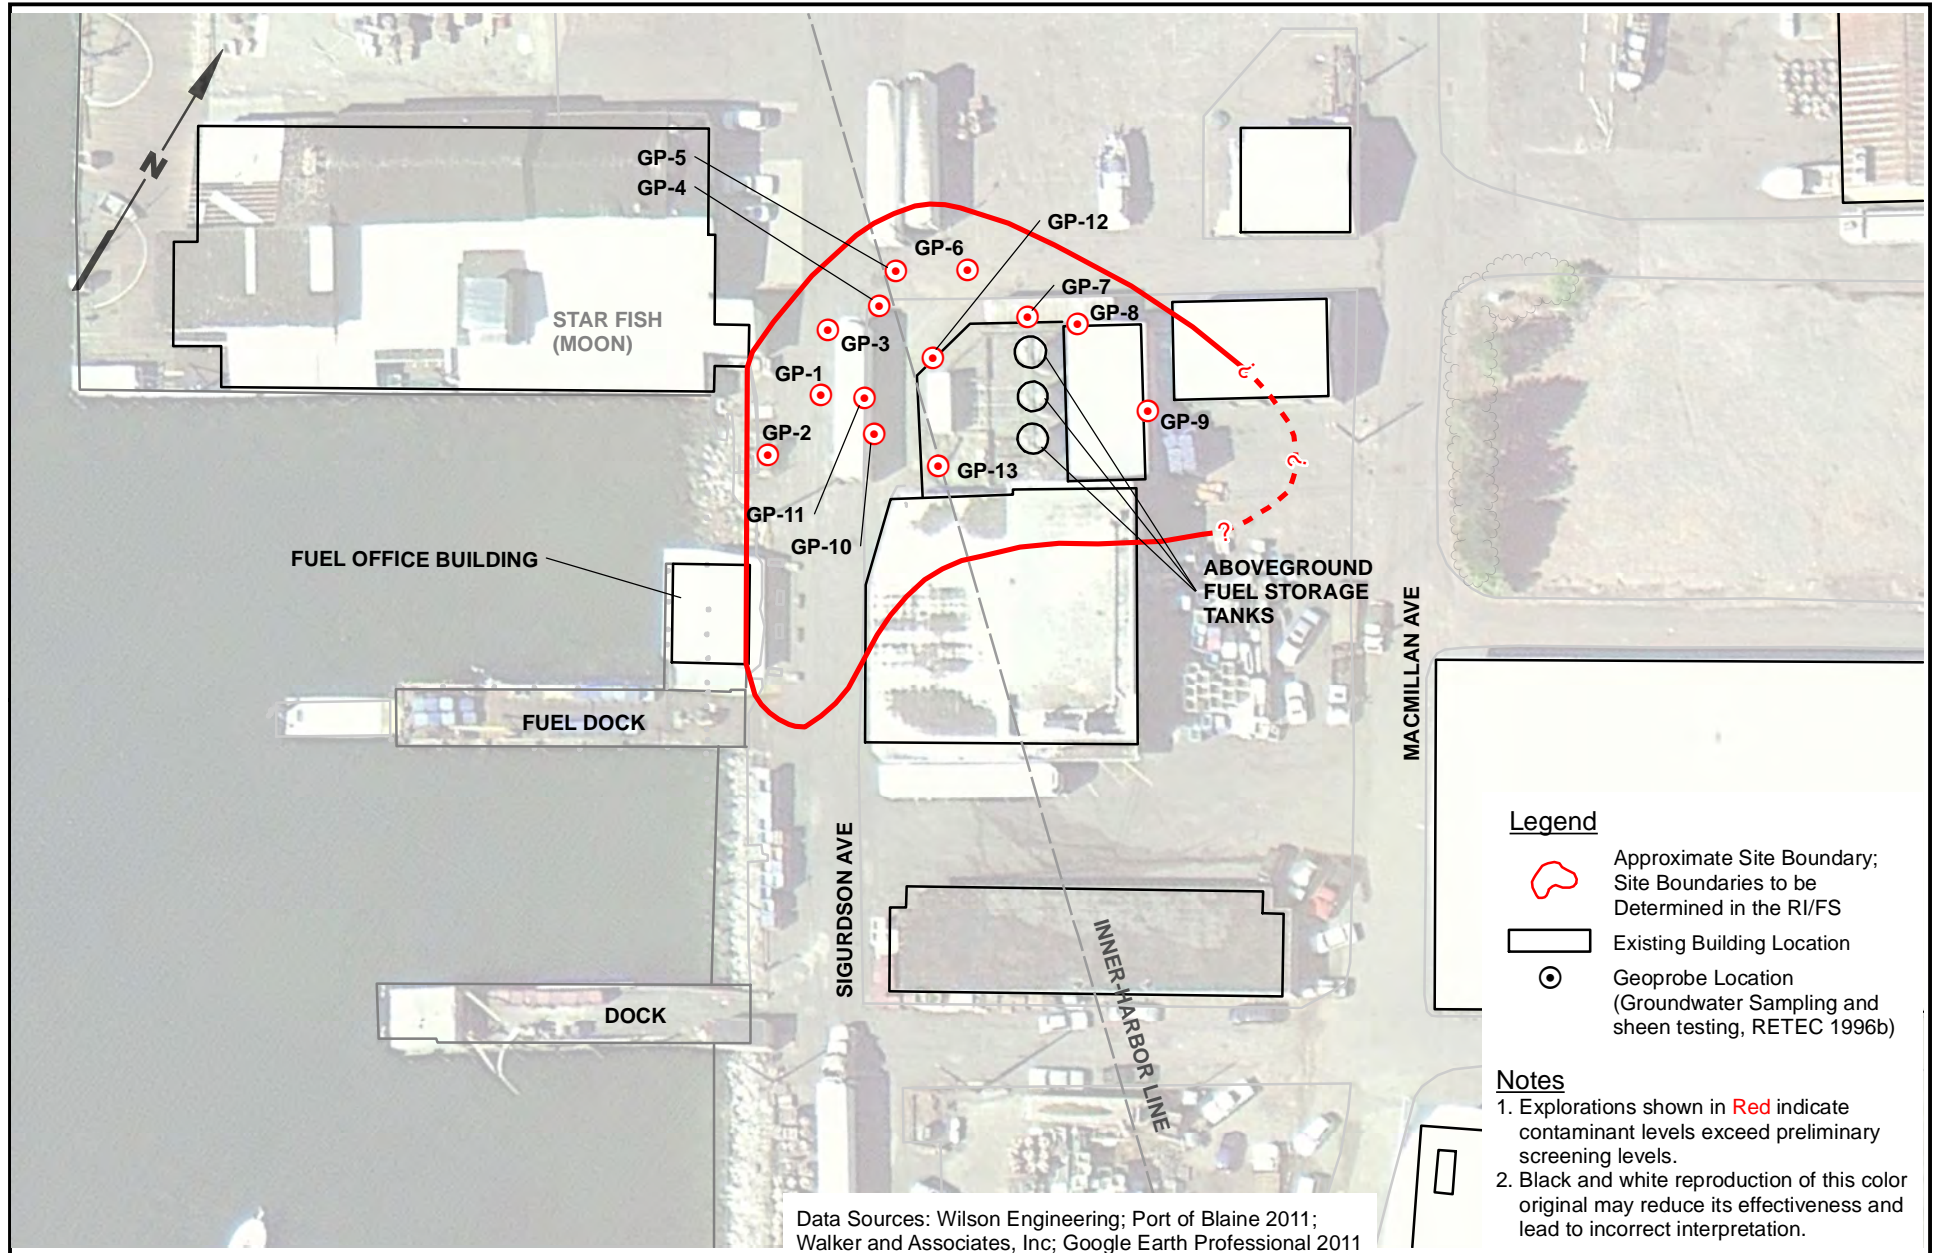 N
GP-5
GP-4
GP-12
GP-6
GP-7
GP-8
STAR FISH
(MOON)
GP-3
GP-1
?
GP-9
GP-2
?
GP-13
GP-11
?
GP-10
FUEL OFFICE BUILDING
ABOVEGROUND
FUEL STORAGE
TANKS
MACMILLAN AVE
FUEL DOCK
SIGURDSON AVE
INNER-HARBOR LINE
DOCK
Legend
Approximate Site Boundary;
Site Boundaries to be
Determined in the RI/FS
Existing Building Location
Geoprobe Location
(Groundwater Sampling and
sheen testing, RETEC 1996b)
Notes
1. Explorations shown in Red indicate
contaminant levels exceed preliminary
screening levels.
2. Black and white reproduction of this color
original may reduce its effectiveness and
lead to incorrect interpretation.
Data Sources: Wilson Engineering; Port of Blaine 2011;
Walker and Associates, Inc; Google Earth Professional 2011